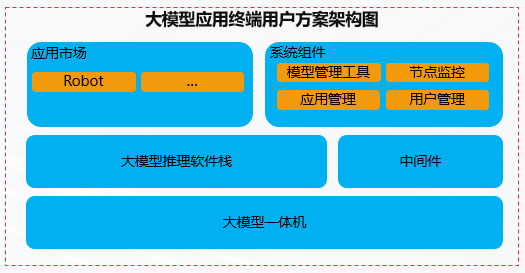 大模型应用终端用户方案架构图
应用市场
Robot
...
系统组件
模型管理工具
节点监控
应用管理
用户管理
大模型推理软件栈
中间件
大模型一体机